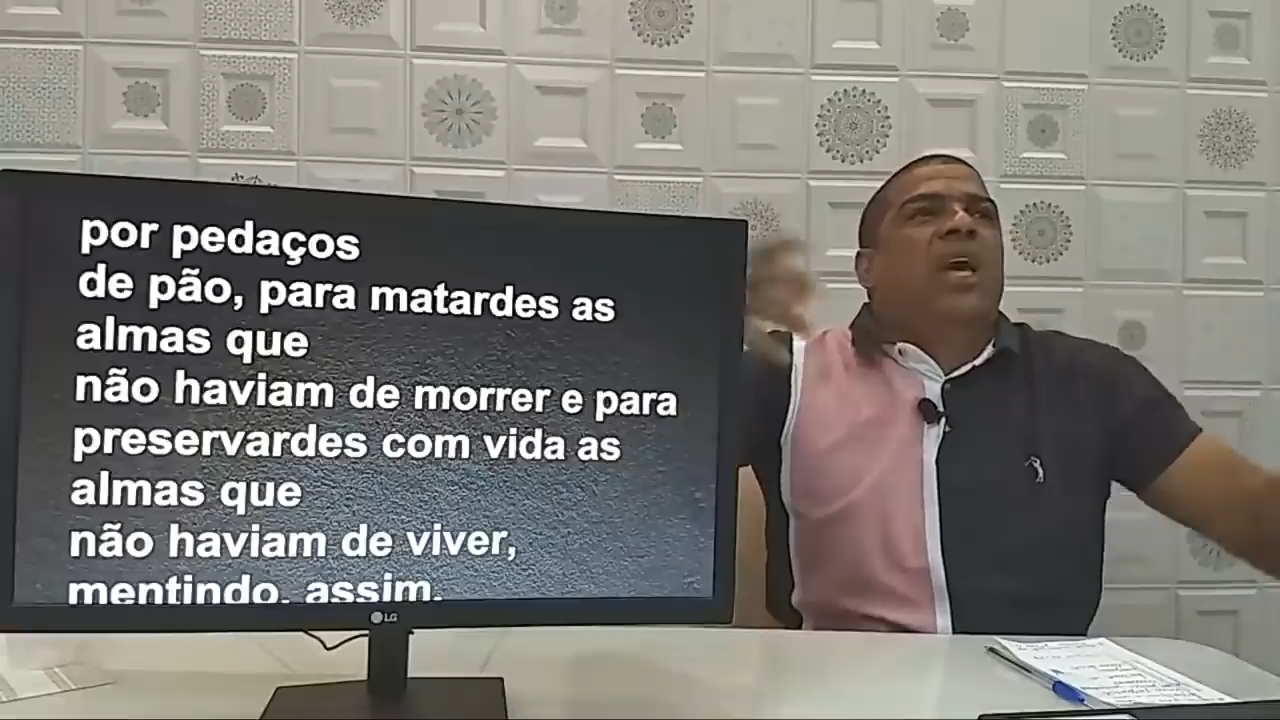 por pedaços
de pão, para matardes as
almas que
não haviam de morrer e para
preservardes com vida as
almas que
não haviam de viver,
mentindo, assim,
LG